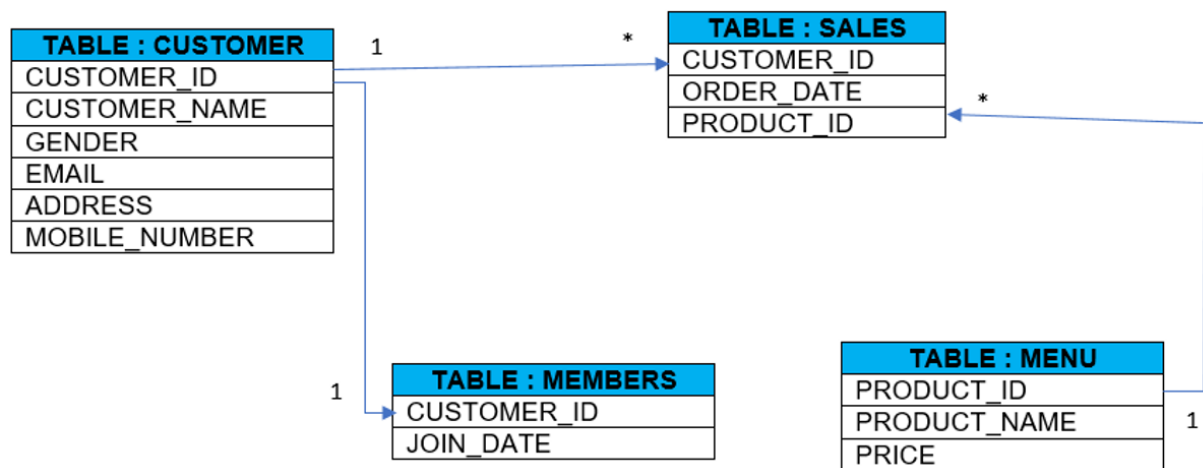 TABLE : CUSTOMER
CUSTOMER_ID
CUSTOMER_NAME
GENDER
EMAIL
ADDRESS
MOBILE_NUMBER
1
*
TABLE : SALES
CUSTOMER_ID
ORDER_DATE
PRODUCT_ID
*
1
TABLE : MEMBERS
CUSTOMER_ID
JOIN_DATE
TABLE : MENU
PRODUCT_ID
PRODUCT_NAME
PRICE
1